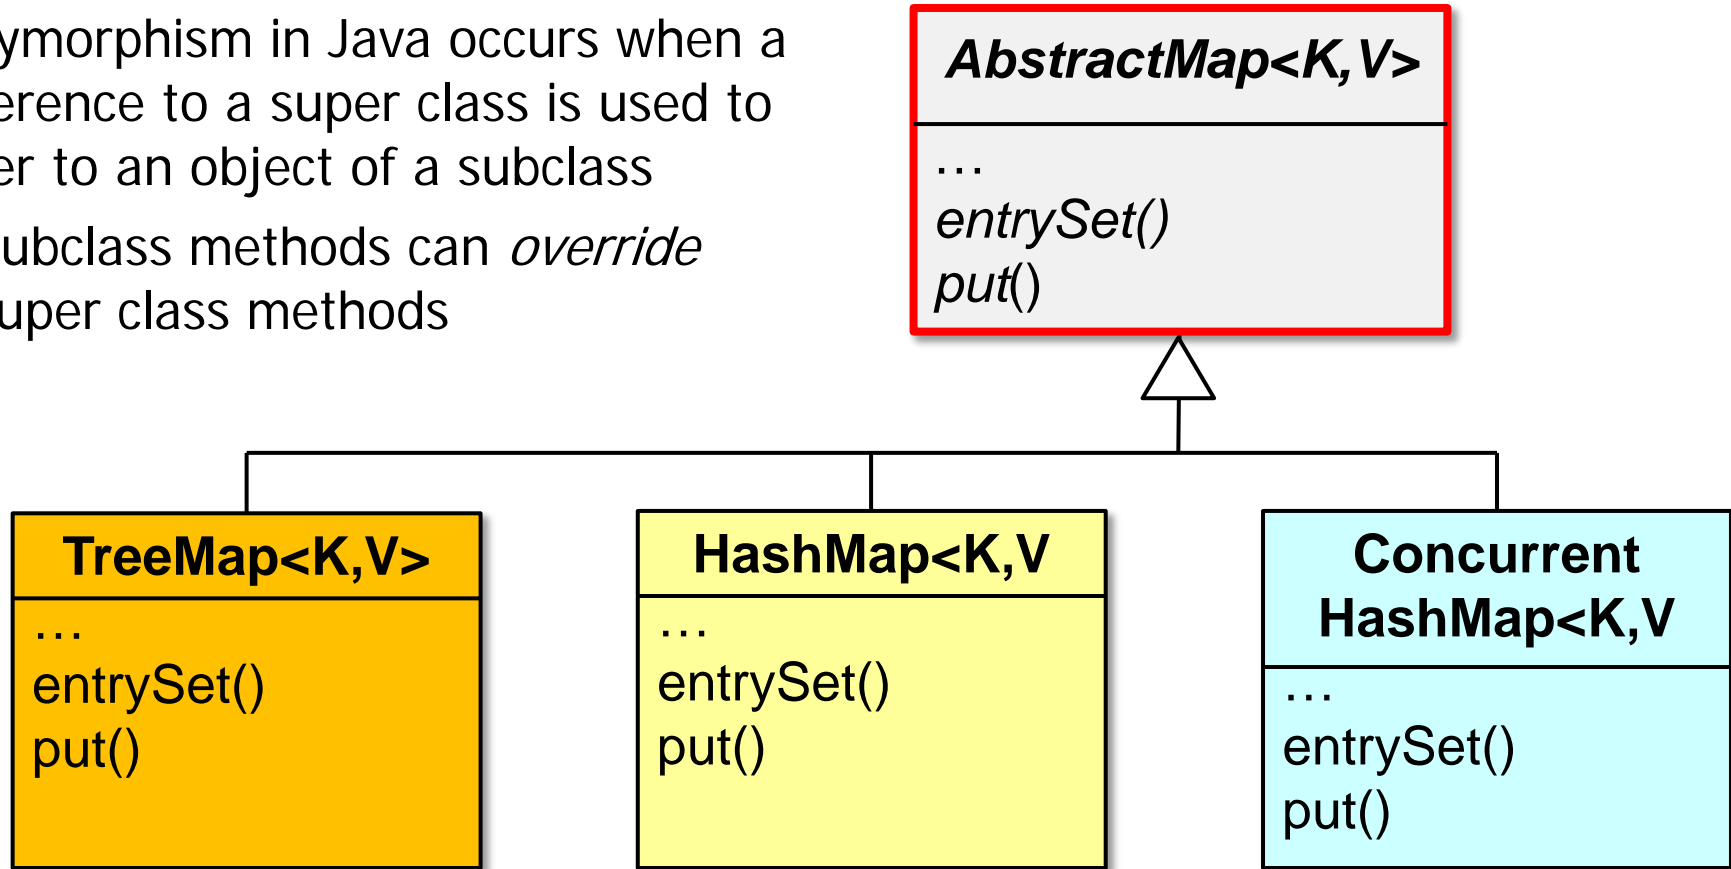 ymorphism in Java occurs when a
erence to a super class is used to
er to an object of a subclass
ubclass methods can override
uper class methods
AbstractMap<K,V>
…
entrySet()
put()
TreeMap<K,V>
…
entrySet()
put()
HashMap<K,V
…
entrySet()
put()
Concurrent
HashMap<K,V
…
entrySet()
put()